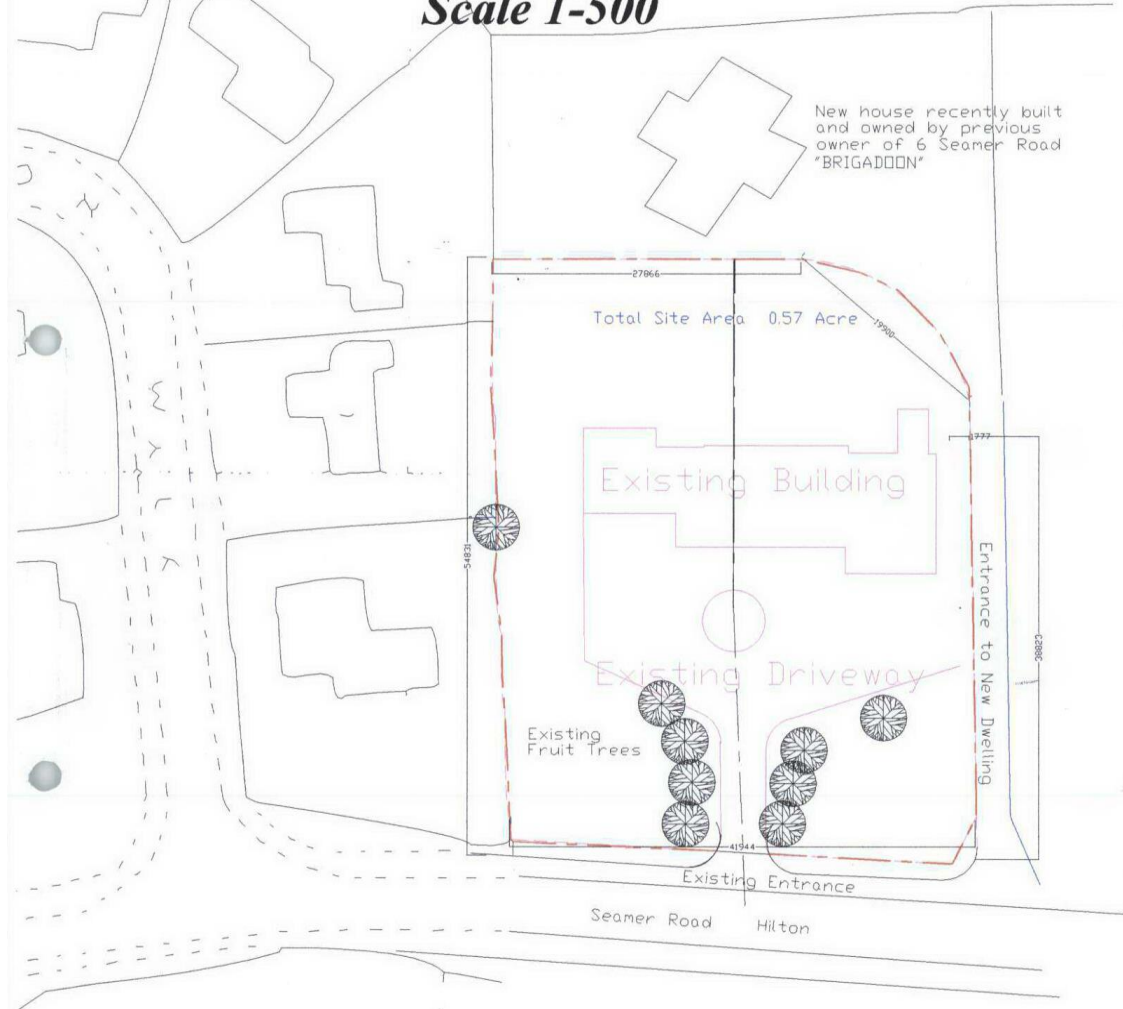 Scale 1-500
New house recently built
and owned by previous
owner of 6 Seamer Road
"BRIGADOON"
27866
Total Site Area 0.57 Acre
19900
1777
Existing Building
54831
Entrance to New Dwelling
38823
Existing Driveway
Existing
Fruit Trees
41944
Existing Entrance
Seamer Road Hilton